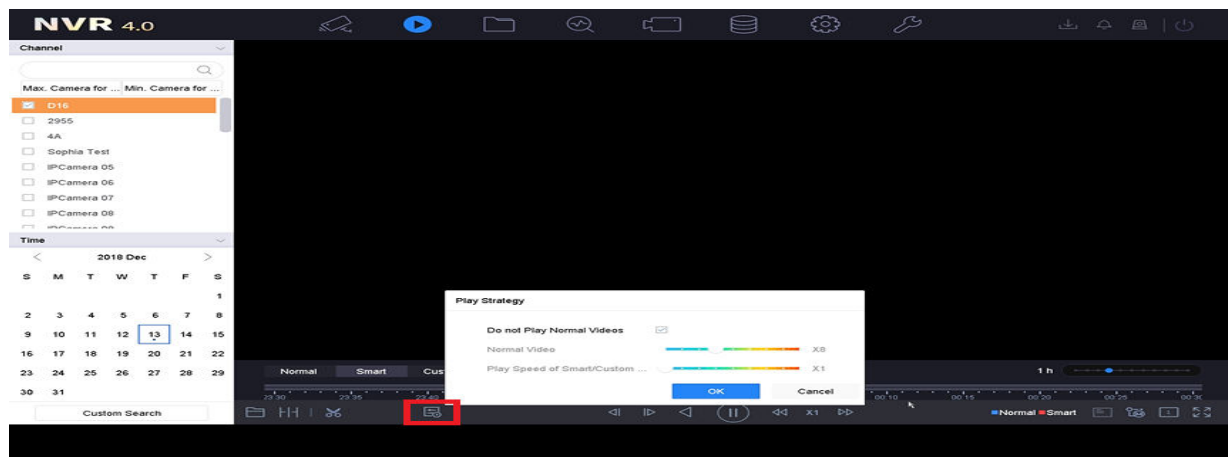 NVR 4.0
Channel
Max. Camera for ... Min. Camera for ...
D16
2955
4A
Sophia Test
IPCamera 05
IPCamera 06
IPCamera 07
IPCamera 08
Time
< 2018 Dec >
S M T W T F S
1
2 3 4 5 6 7 8
9 10 11 12 13 14 15
16 17 18 19 20 21 22
23 24 25 26 27 28 29
30 31
Custom Search
Play Strategy
Do not Play Normal Videos
Normal Video X8
Play Speed of Smart/Custom ... X1
OK Cancel
Normal Smart Cus
1 h
23:30 23:35 23:40 00:10 00:15 00:20 00:25 00:3
X1
Normal Smart